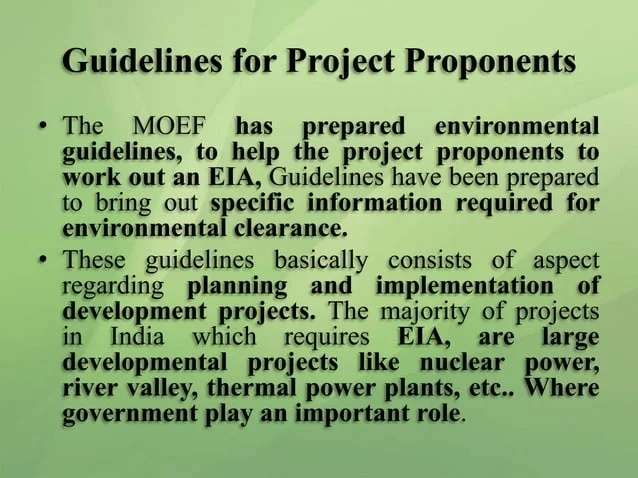 Guidelines for Project Proponents
• The MOEF has prepared environmental
guidelines, to help the project proponents to
work out an EIA, Guidelines have been prepared
to bring out specific information required for
environmental clearance.
• These guidelines basically consists of aspect
regarding planning and implementation of
development projects. The majority of projects
in India which requires EIA, are large
developmental projects like nuclear power,
river valley, thermal power plants, etc.. Where
government play an important role.